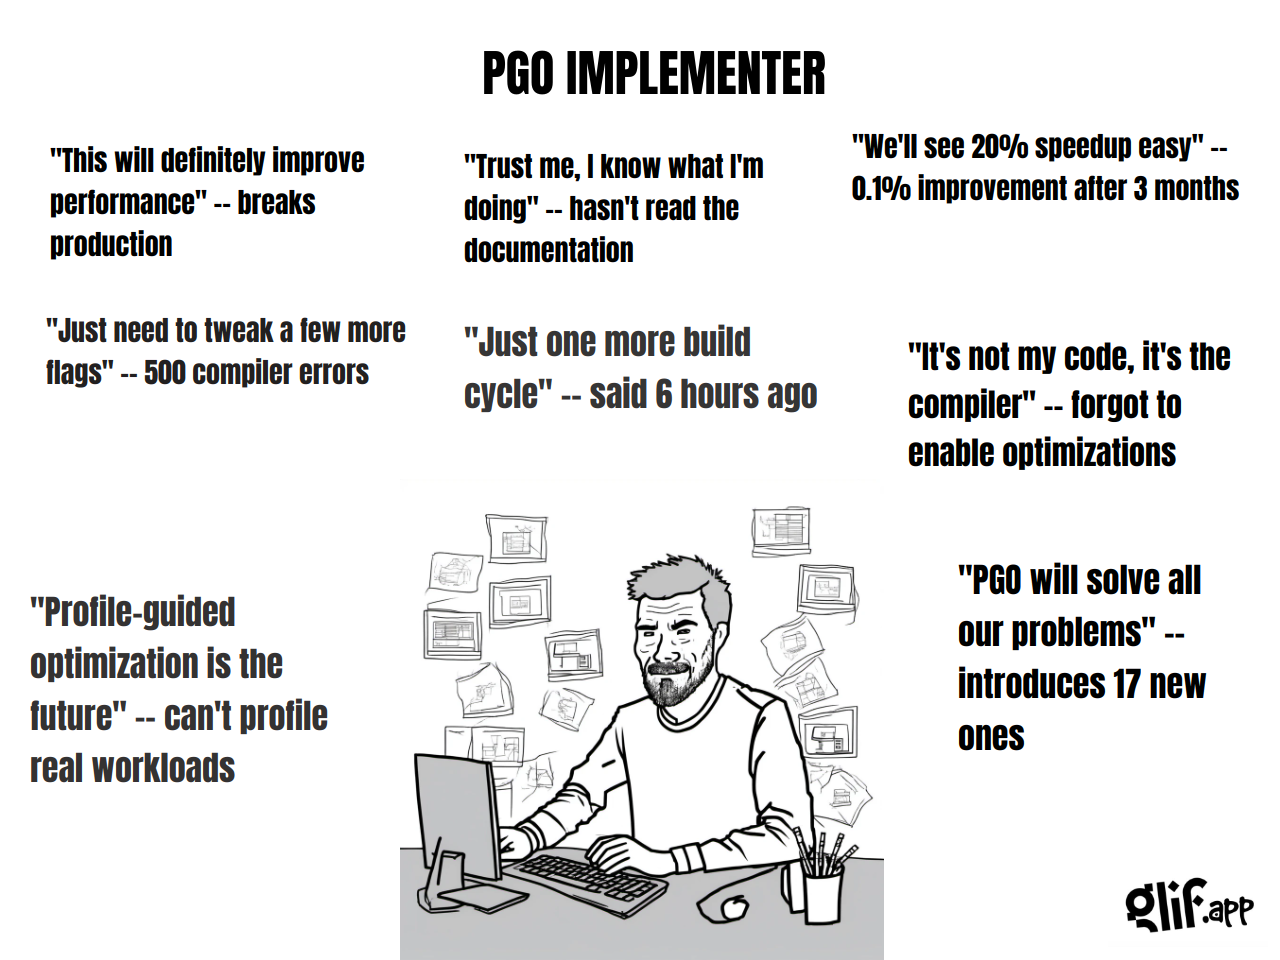 PGO IMPLEMENTER
"This will definitely improve
performance" -- breaks
production
"Trust me, I know what I'm
doing" -- hasn't read the
documentation
"We'll see 20% speedup easy" --
0.1% improvement after 3 months
"Just need to tweak a few more
flags" -- 500 compiler errors
"Just one more build
cycle" -- said 6 hours ago
"It's not my code, it's the
compiler" -- forgot to
enable optimizations
"Profile-guided
optimization is the
future" -- can't profile
real workloads
"PGO will solve all
our problems" --
introduces 17 new
ones
glif.app